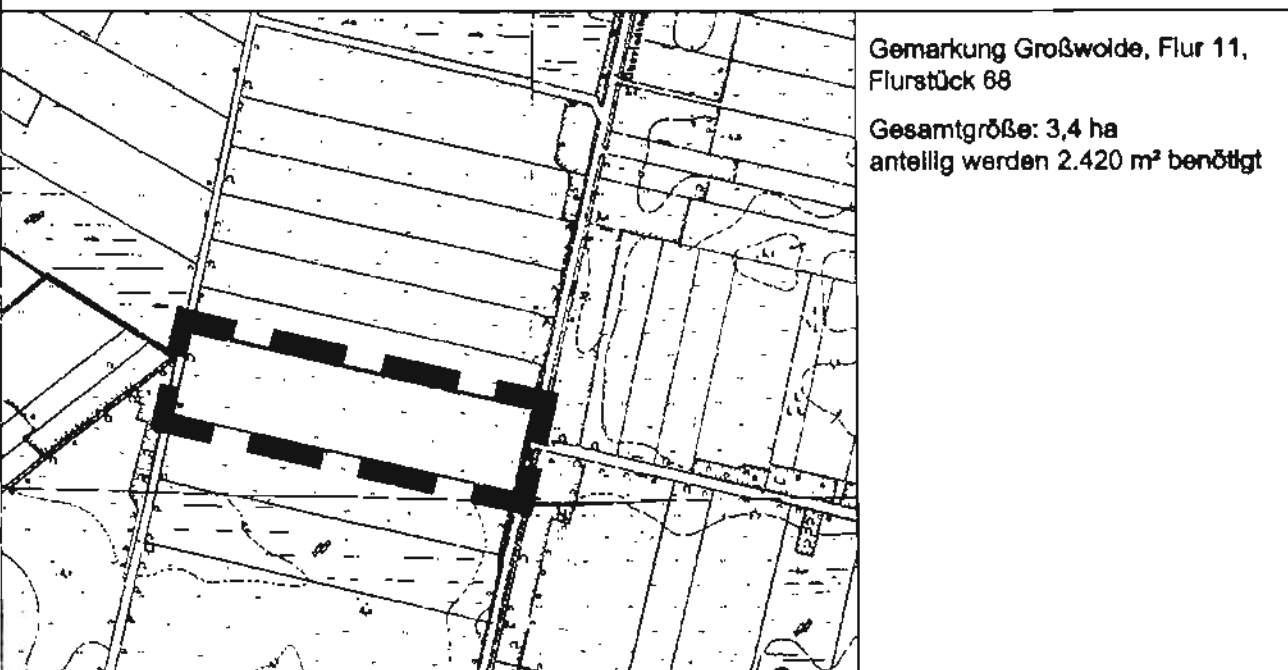 Gemarkung Großwolde, Flur 11,
Flurstück 68
Gesamtgröße: 3,4 ha
anteilig werden 2.420 m² benötigt